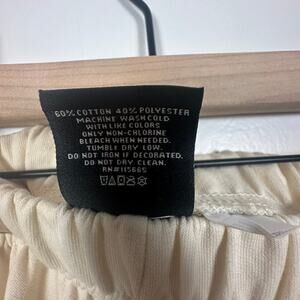 60% COTTON 40% POLYESTER
MACHINE WASH COLD
WITH LIKE COLORS
ONLY NON-CHLORINE
BLEACH WHEN NEEDED.
TUMBLE DRY LOW.
DO NOT IRON IF DECORATED.
DO NOT DRY CLEAN.
RN#115885